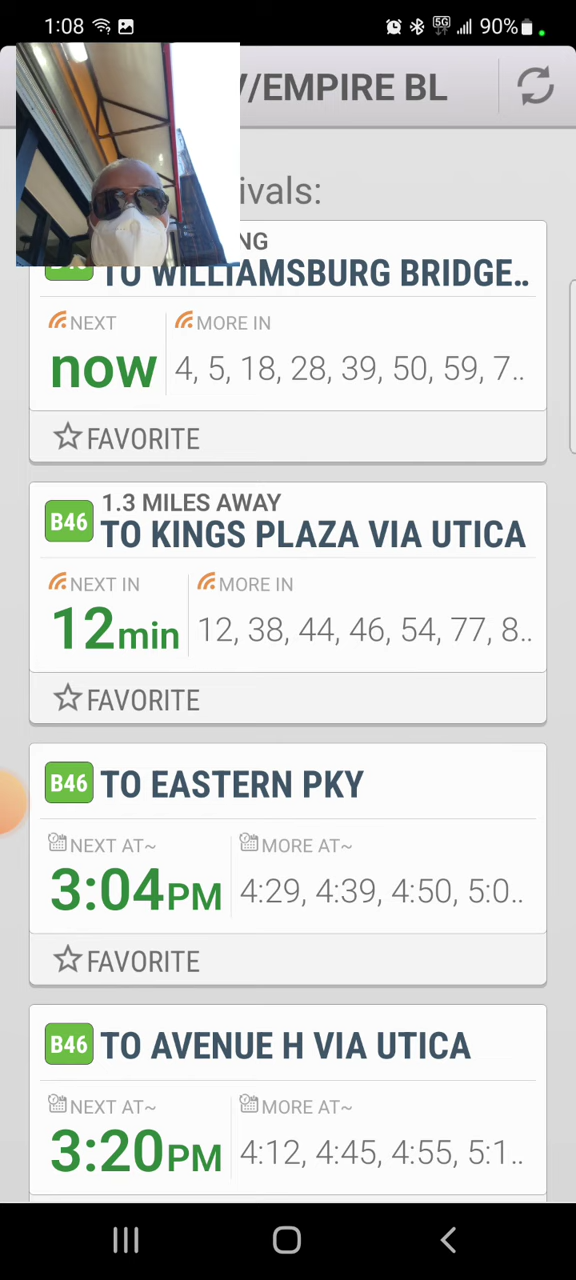 1:08 5G 90%
/EMPIRE BL
ivals:
NG
TO WILLIAMSBURG BRIDGE..
NEXT MORE IN
now 4, 5, 18, 28, 39, 50, 59, 7..
FAVORITE
1.3 MILES AWAY
B46 TO KINGS PLAZA VIA UTICA
NEXT IN MORE IN
12min 12, 38, 44, 46, 54, 77, 8..
FAVORITE
B46 TO EASTERN PKY
NEXT AT~ MORE AT~
3:04PM 4:29, 4:39, 4:50, 5:0..
FAVORITE
B46 TO AVENUE H VIA UTICA
NEXT AT~ MORE AT~
3:20PM 4:12, 4:45, 4:55, 5:1..